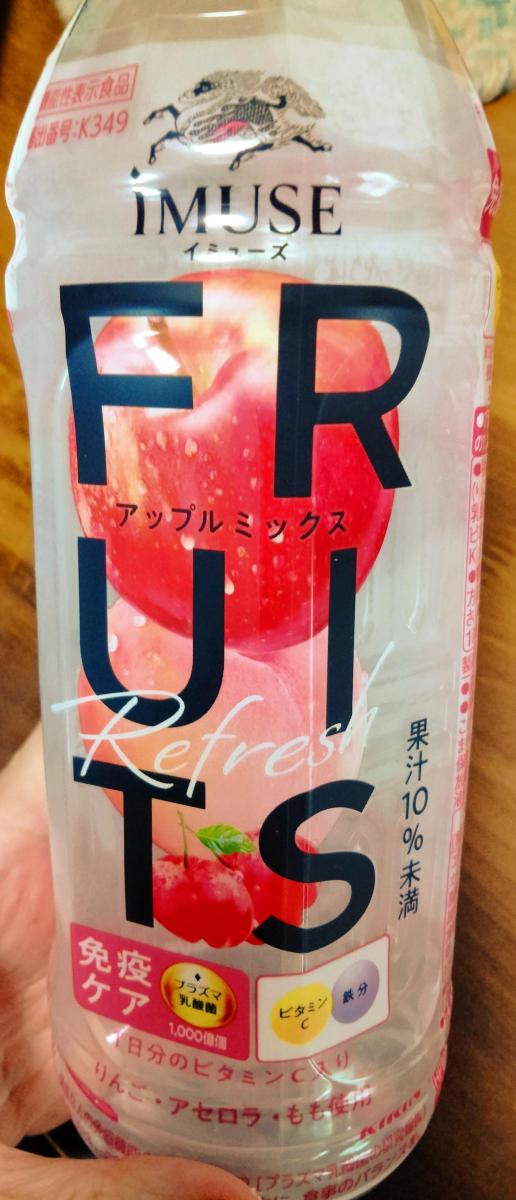 機能性表示食品
届出番号:K349
iMUSE
イミューズ
FR
アップルミックス
UI
Refresh
TS
果汁10%未満
免疫
ケア
プラズマ
乳酸菌
1,000億個
ビタミン
C
鉄分
1日分のビタミンC入り
りんご・アセロラ・もも使用
KIRIN